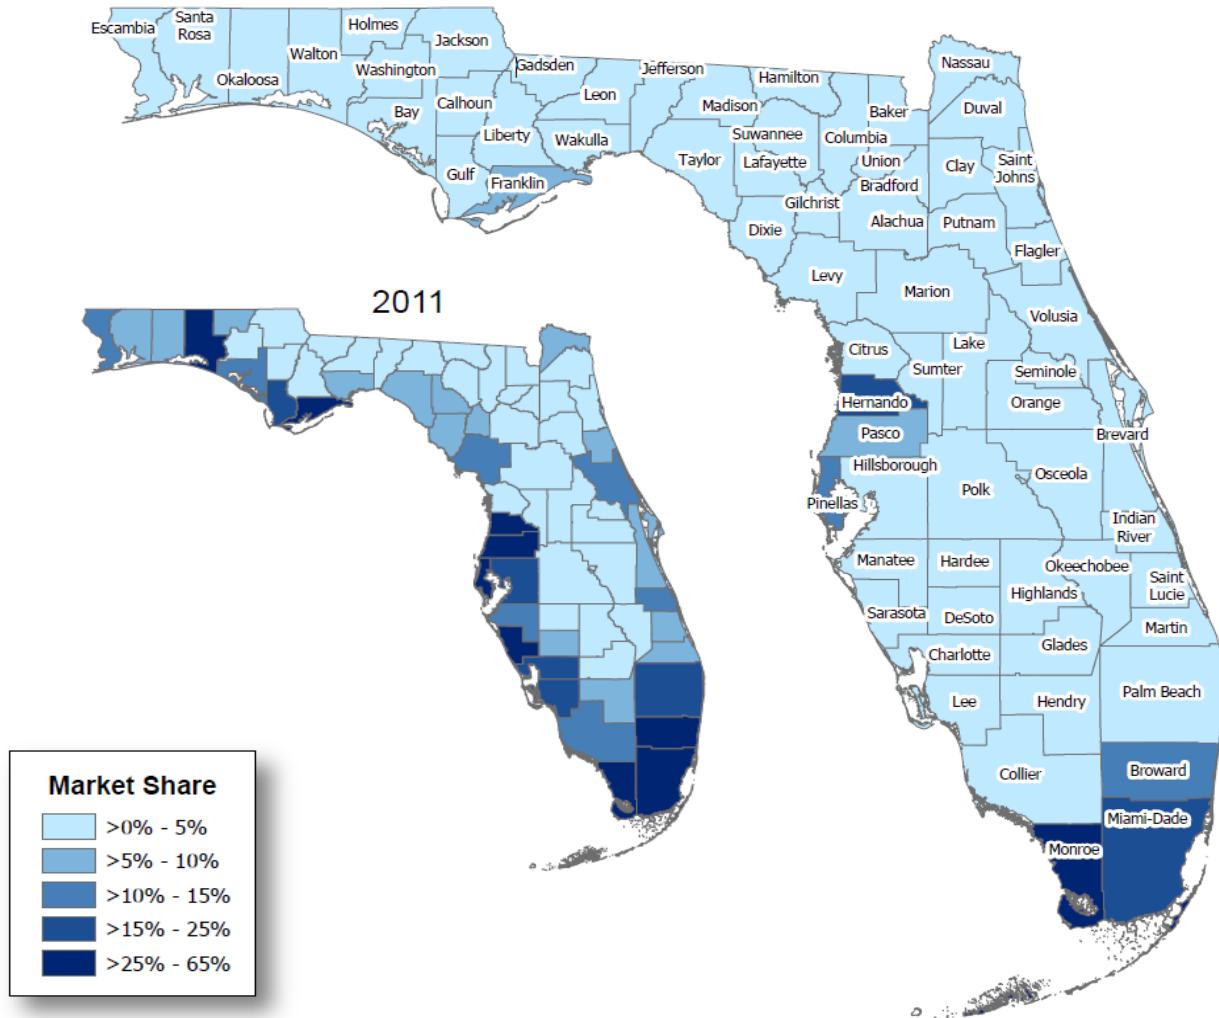 Escambia
Santa
Rosa
Okaloosa
Walton
Holmes
Washington
Jackson
Bay
Calhoun
Gulf
Liberty
Franklin
Gadsden
Leon
Wakulla
Jefferson
Madison
Taylor
Hamilton
Suwannee
Lafayette
Dixie
Gilchrist
Columbia
Baker
Union
Bradford
Alachua
Nassau
Duval
Clay
Saint
Johns
Putnam
Flagler
Levy
Marion
Volusia
Citrus
Sumter
Lake
Seminole
Orange
Brevard
Hernando
Pasco
Hillsborough
Pinellas
Polk
Osceola
Indian
River
Manatee
Hardee
Okeechobee
Highlands
Saint
Lucie
Sarasota
DeSoto
Martin
Charlotte
Glades
Lee
Hendry
Palm Beach
Collier
Broward
Miami-Dade
Monroe
2011
Market Share
>0% - 5%
>5% - 10%
>10% - 15%
>15% - 25%
>25% - 65%